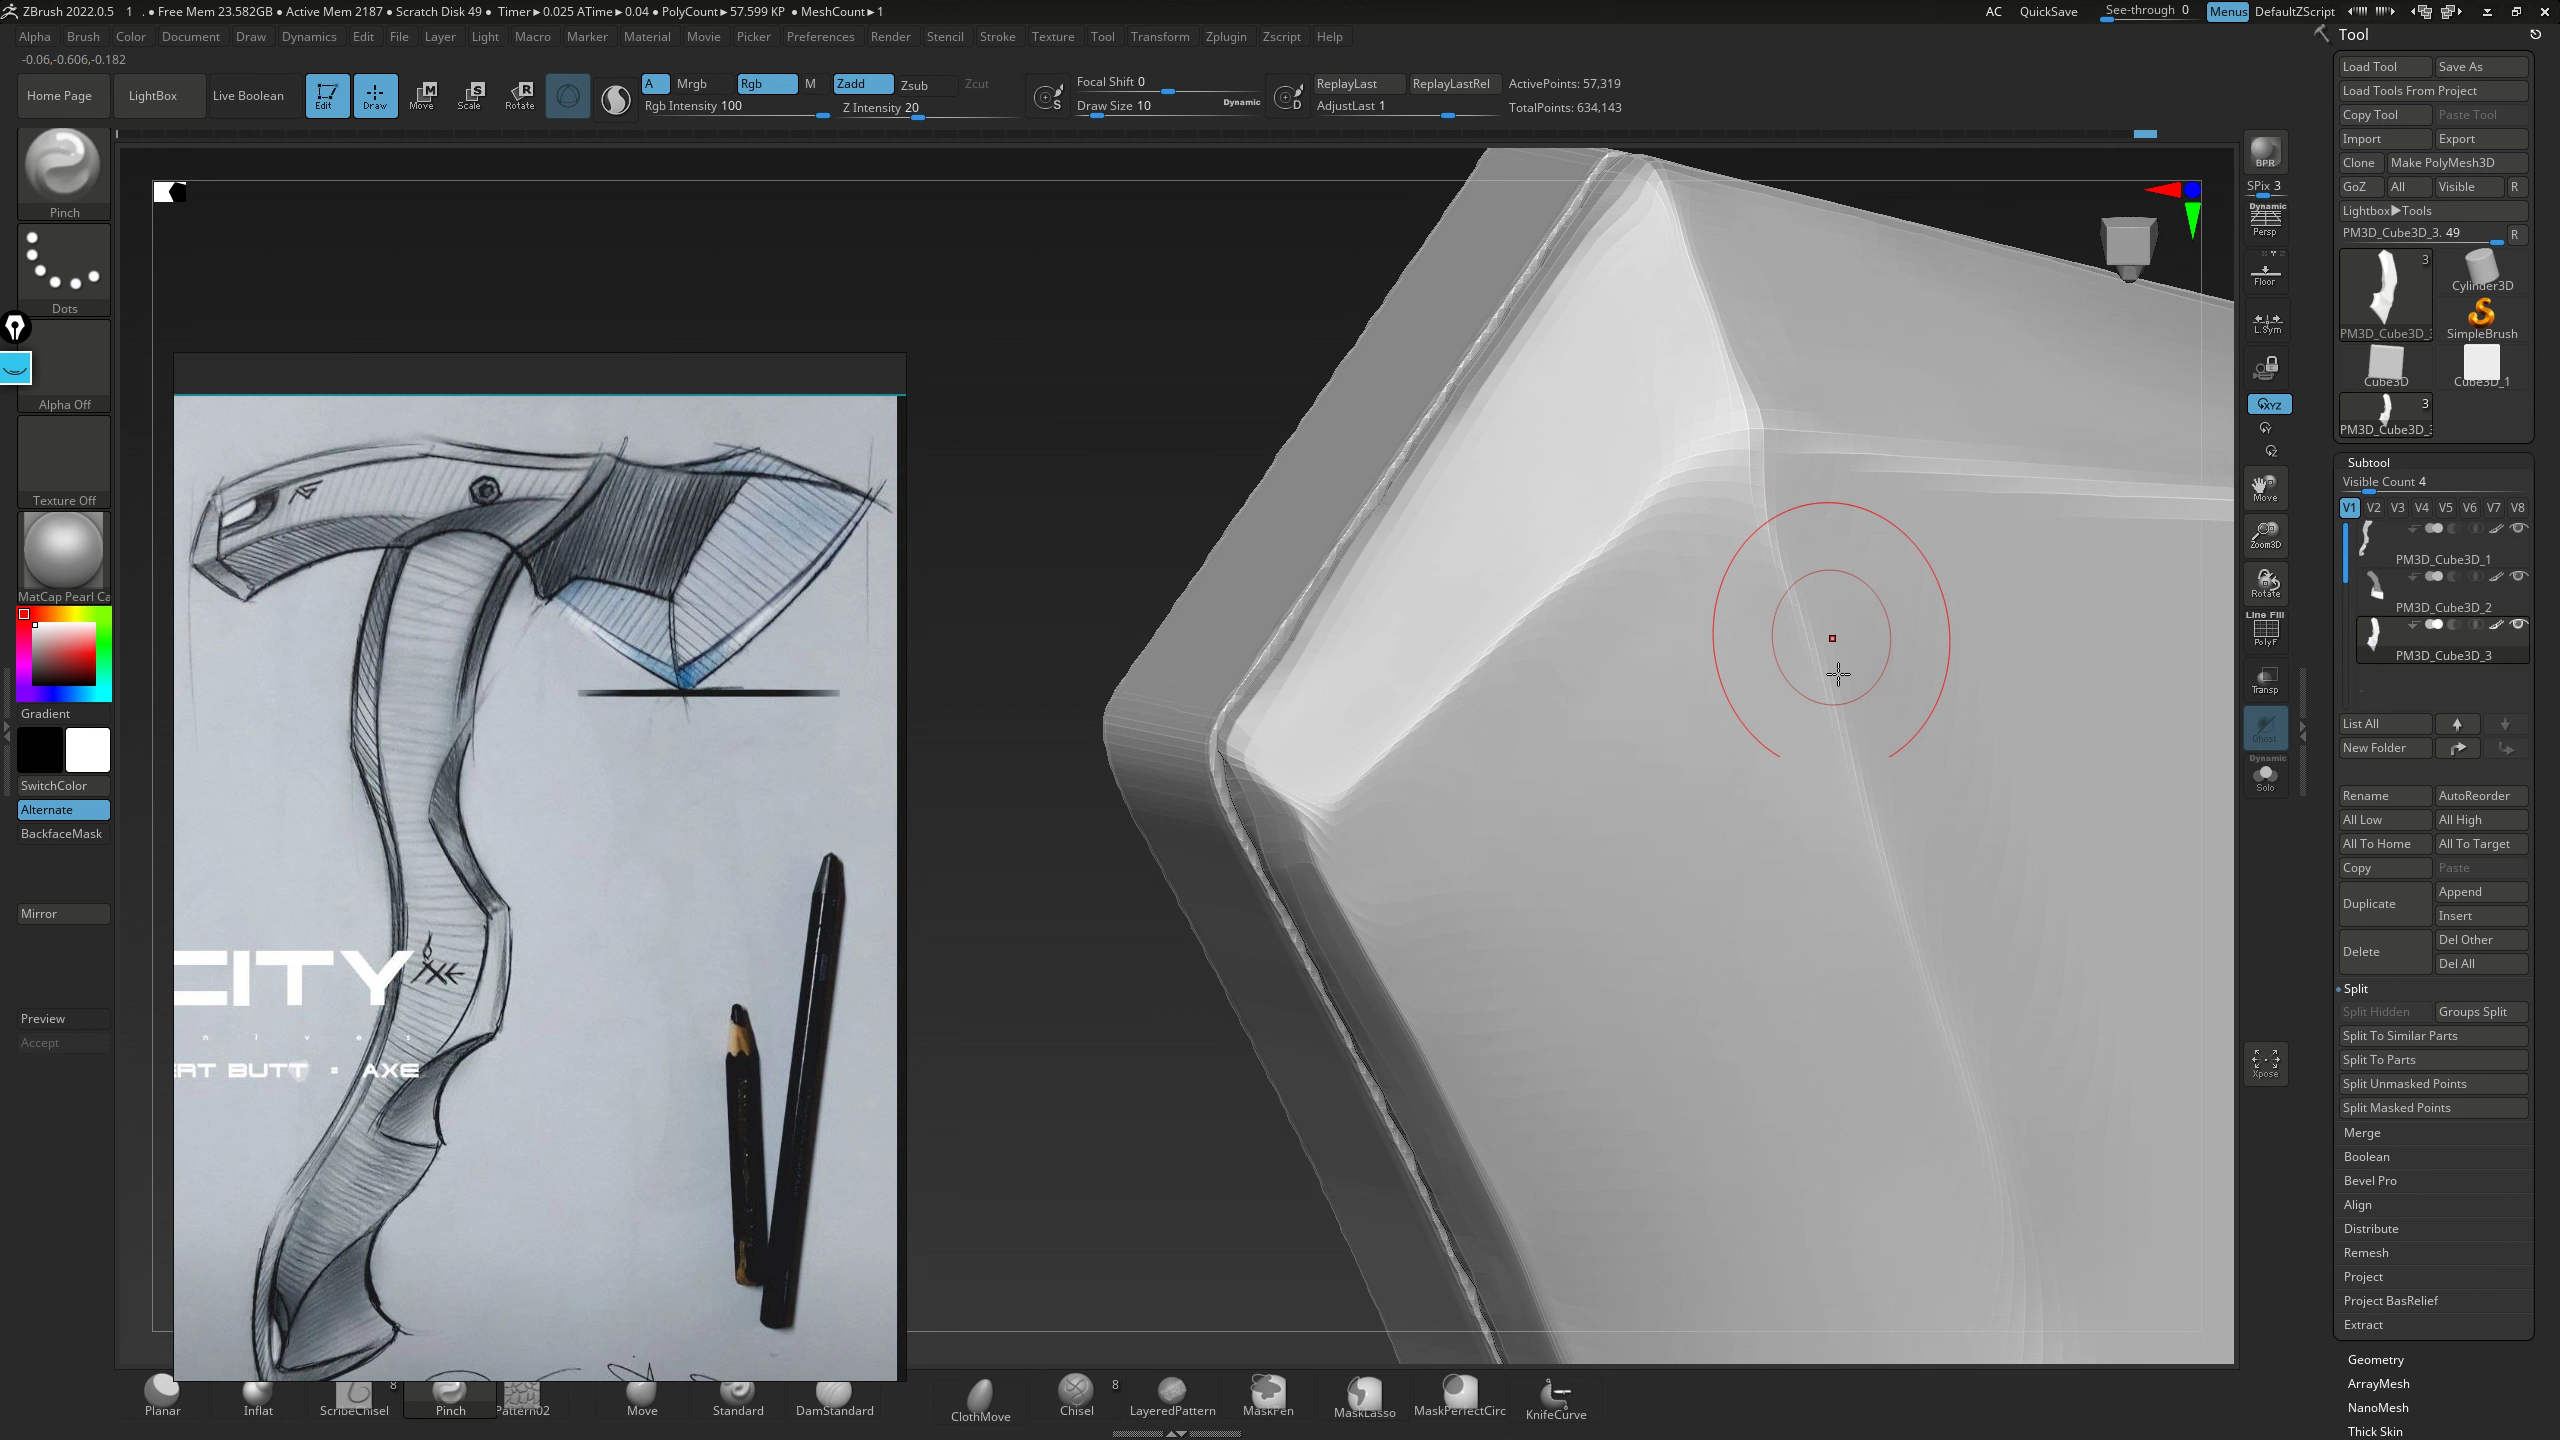 ZBrush 2022.0.5 1 . ● Free Mem 23.582GB ● Active Mem 2187 ● Scratch Disk 49 ● Timer►0.025 ATime►0.04 ● PolyCount►57.599 KP ● MeshCount►1
AC QuickSave See-through 0 Menus DefaultZScript
Alpha Brush Color Document Draw Dynamics Edit File Layer Light Macro Marker Material Movie Picker Preferences Render Stencil Stroke Texture Tool Transform Zplugin Zscript Help
Tool
-0.06,-0.606,-0.182
Home Page LightBox Live Boolean Edit Draw Move Scale Rotate
A Mrgb Rgb M Zadd Zsub Zcut
Rgb Intensity 100 Z Intensity 20
Focal Shift 0
Draw Size 10 Dynamic
ReplayLast ReplayLastRel
AdjustLast 1
ActivePoints: 57,319
TotalPoints: 634,143
Pinch
Dots
Alpha Off
Texture Off
MatCap Pearl Ca
Gradient
SwitchColor
Alternate
BackfaceMask
Mirror
Preview
Accept
CITY
n i v e s
ERT BUTT : AXE
AXE
Planar Inflat ScribeChisel 8 Pinch Pattern02 Move Standard DamStandard ClothMove Chisel 8 LayeredPattern MaskPen MaskLasso MaskPerfectCirc KnifeCurve
BPR
SPix 3
Dynamic
Persp
Floor
L.Sym
XYZ
Move
Zoom3D
Rotate
Line Fill
PolyF
Transp
Ghost
Dynamic
Solo
Xpose
Load Tool Save As
Load Tools From Project
Copy Tool Paste Tool
Import Export
Clone Make PolyMesh3D
GoZ All Visible R
Lightbox►Tools
PM3D_Cube3D_3. 49 R
3
PM3D_Cube3D_3 Cylinder3D
SimpleBrush
Cube3D Cube3D_1
3
PM3D_Cube3D_3
Subtool
Visible Count 4
V1 V2 V3 V4 V5 V6 V7 V8
PM3D_Cube3D_1
PM3D_Cube3D_2
PM3D_Cube3D_3
List All
New Folder
Rename AutoReorder
All Low All High
All To Home All To Target
Copy Paste
Duplicate Append
Insert
Delete Del Other
Del All
Split
Split Hidden Groups Split
Split To Similar Parts
Split To Parts
Split Unmasked Points
Split Masked Points
Merge
Boolean
Bevel Pro
Align
Distribute
Remesh
Project
Project BasRelief
Extract
Geometry
ArrayMesh
NanoMesh
Thick Skin